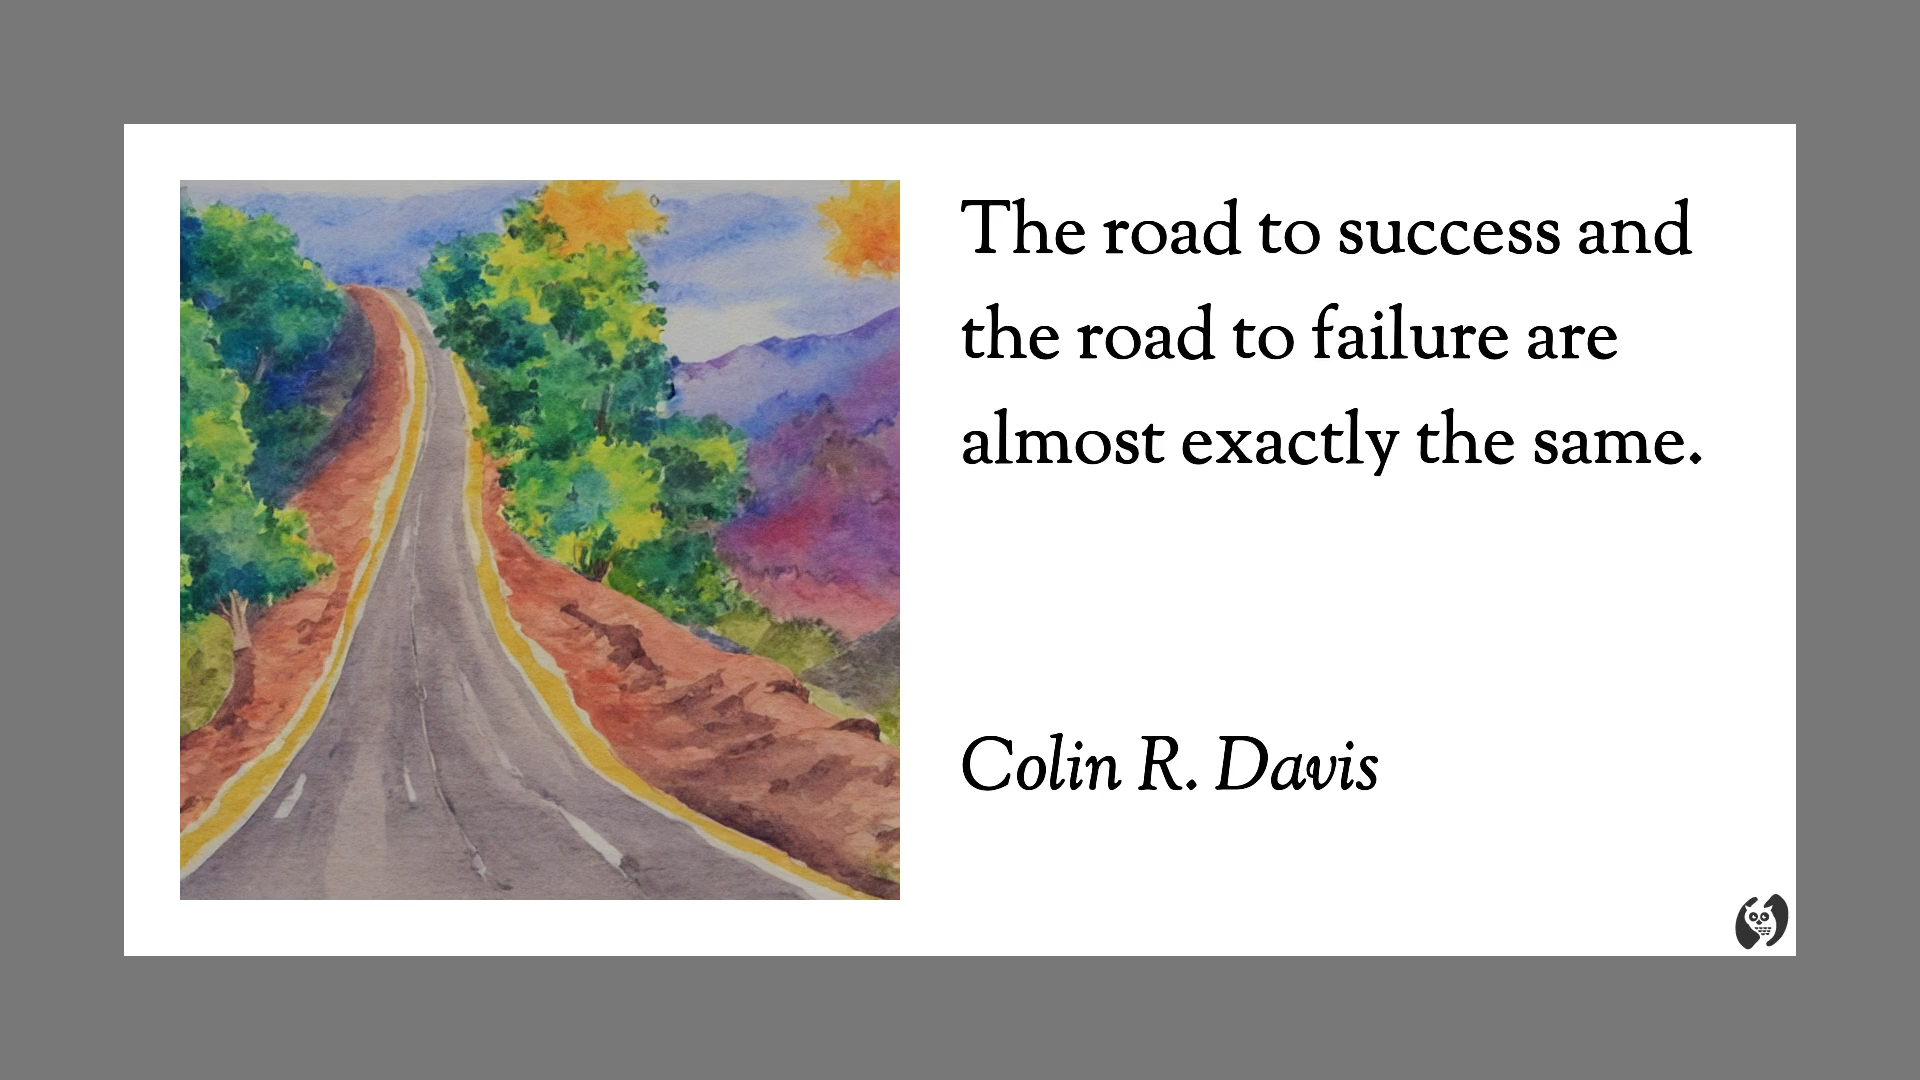 The road to success and
the road to failure are
almost exactly the same.
Colin R. Davis